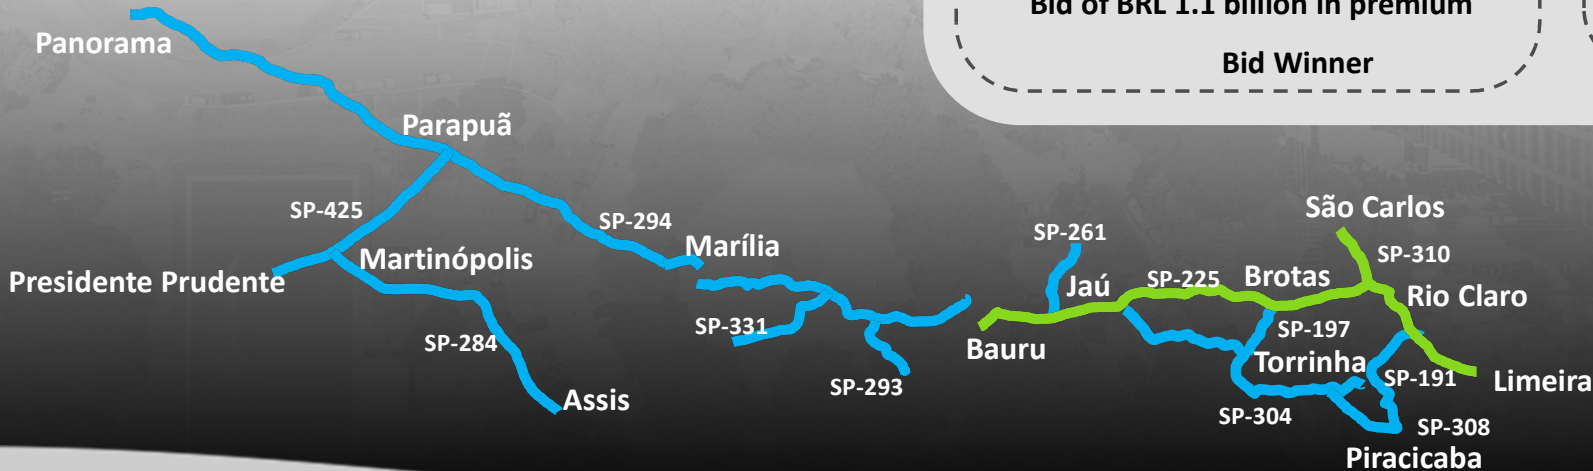 Bid of BRL 1.1 billion in premium
Bid Winner
Panorama
Parapuã
SP-425
SP-294
Marília
Martinópolis
Presidente Prudente
SP-284
Assis
SP-331
SP-293
SP-261
Jaú
SP-225
Brotas
São Carlos
SP-310
Rio Claro
Bauru
SP-197
Torrinha
SP-191
Limeira
SP-304
SP-308
Piracicaba